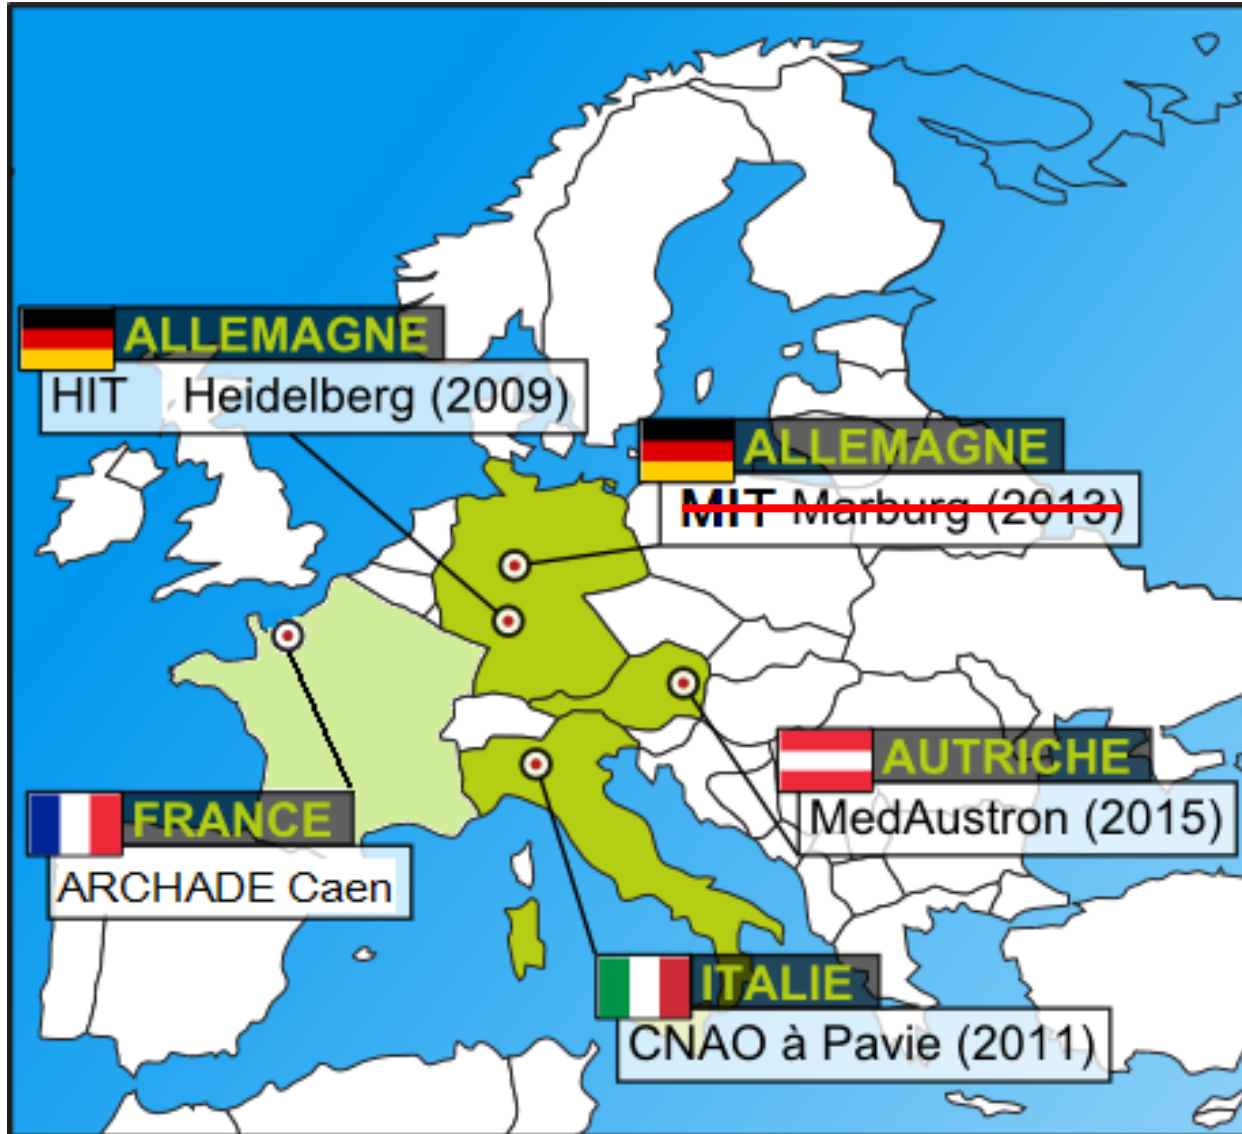 ALLEMAGNE
HIT Heidelberg (2009)
ALLEMAGNE
MIT Marburg (2013)
AUTRICHE
MedAustron (2015)
FRANCE
ARCHADE Caen
ITALIE
CNAO à Pavie (2011)